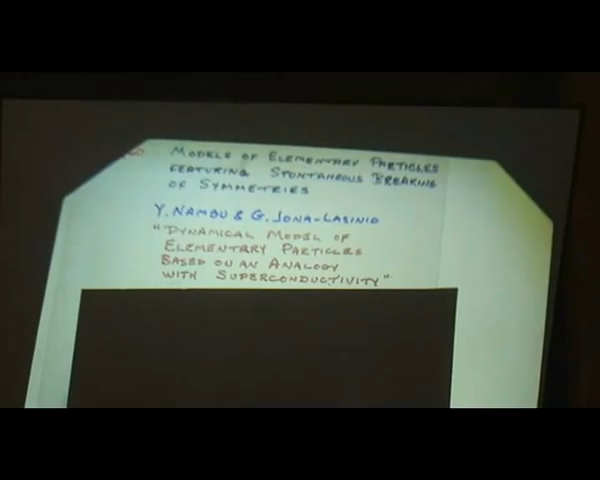 MODELS OF ELEMENTARY PARTICLES
FEATURING SPONTANEOUS BREAKING
OF SYMMETRIES
Y. NAMBU & G. JONA-LASINIO
"DYNAMICAL MODEL OF
ELEMENTARY PARTICLES
BASED ON AN ANALOGY
WITH SUPERCONDUCTIVITY"